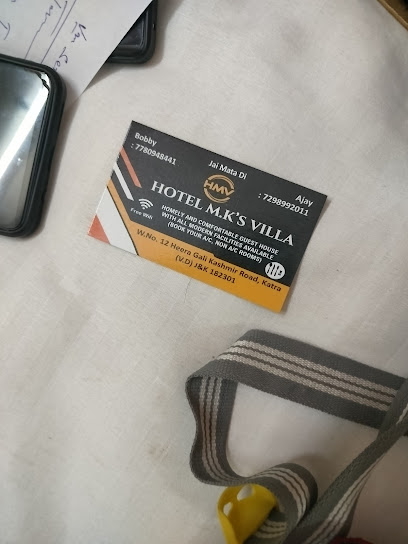 Bobby
: 7780948441
Jai Mata Di
Ajay
: 7298992011
HMV
HOTEL M.K'S VILLA
Free Wifi
HOMELY AND COMFORTABLE GUEST HOUSE
WITH ALL MODERN FACILITIES AVAILABLE
(BOOK YOUR A/C, NON A/C ROOMS)
W.No. 12 Heera Gali Kashmir Road, Katra
(V.D) J&K 182301